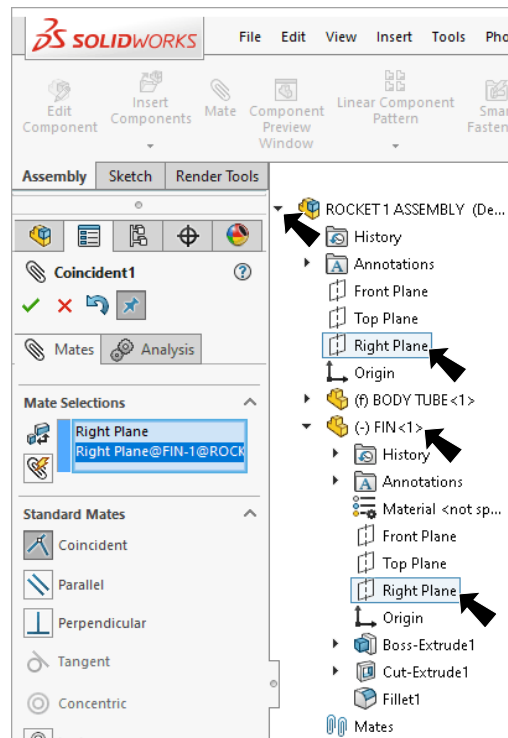 SOLIDWORKS
File Edit View Insert Tools Pho
Edit Component
Insert Components
Mate
Component Preview Window
Linear Component Pattern
Smar
Fasten
Assembly Sketch Render Tools
Coincident1
Mates Analysis
Mate Selections
Right Plane
Right Plane@FIN-1@ROCK
Standard Mates
Coincident
Parallel
Perpendicular
Tangent
Concentric
ROCKET 1 ASSEMBLY (De...
History
Annotations
Front Plane
Top Plane
Right Plane
Origin
(f) BODY TUBE<1>
(-) FIN<1>
History
Annotations
Material <not sp...
Front Plane
Top Plane
Right Plane
Origin
Boss-Extrude1
Cut-Extrude1
Fillet1
Mates